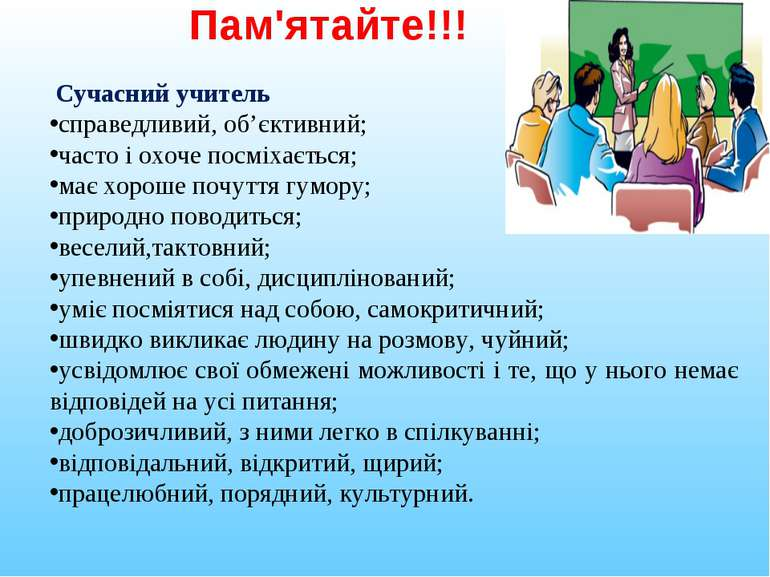 Пам'ятайте!!!
Сучасний учитель
•справедливий, об’єктивний;
•часто і охоче посміхається;
•має хороше почуття гумору;
•природно поводиться;
•веселий,тактовний;
•упевнений в собі, дисциплінований;
•уміє посміятися над собою, самокритичний;
•швидко викликає людину на розмову, чуйний;
•усвідомлює свої обмежені можливості і те, що у нього немає
відповідей на усі питання;
•доброзичливий, з ними легко в спілкуванні;
•відповідальний, відкритий, щирий;
•працелюбний, порядний, культурний.